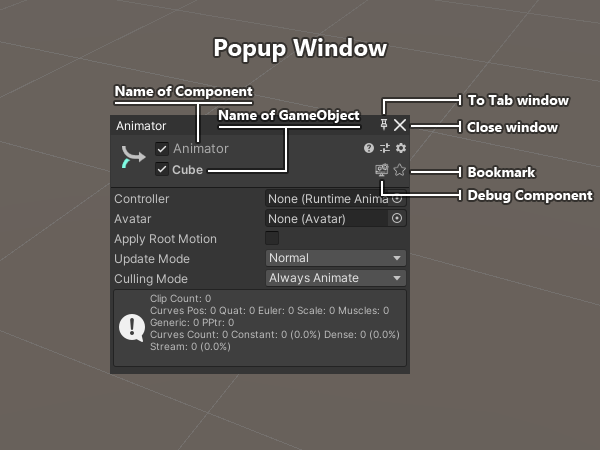 Popup Window
Name of Component
Name of GameObject
To Tab window
Animator
Close window
Animator
Cube
Bookmark
Debug Component
Controller None (Runtime Anima
Avatar None (Avatar)
Apply Root Motion
Update Mode Normal
Culling Mode Always Animate
Clip Count: 0
Curves Pos: 0 Quat: 0 Euler: 0 Scale: 0 Muscles: 0
Generic: 0 PPtr: 0
Curves Count: 0 Constant: 0 (0.0%) Dense: 0 (0.0%)
Stream: 0 (0.0%)